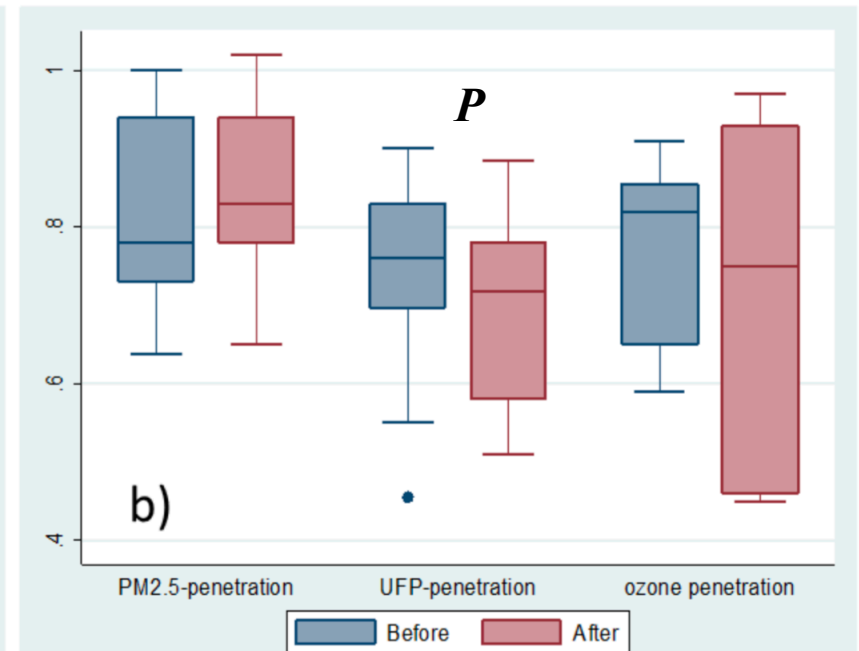 P
1
.8
.6
.4
b)
PM2.5-penetration UFP-penetration ozone penetration
Before After